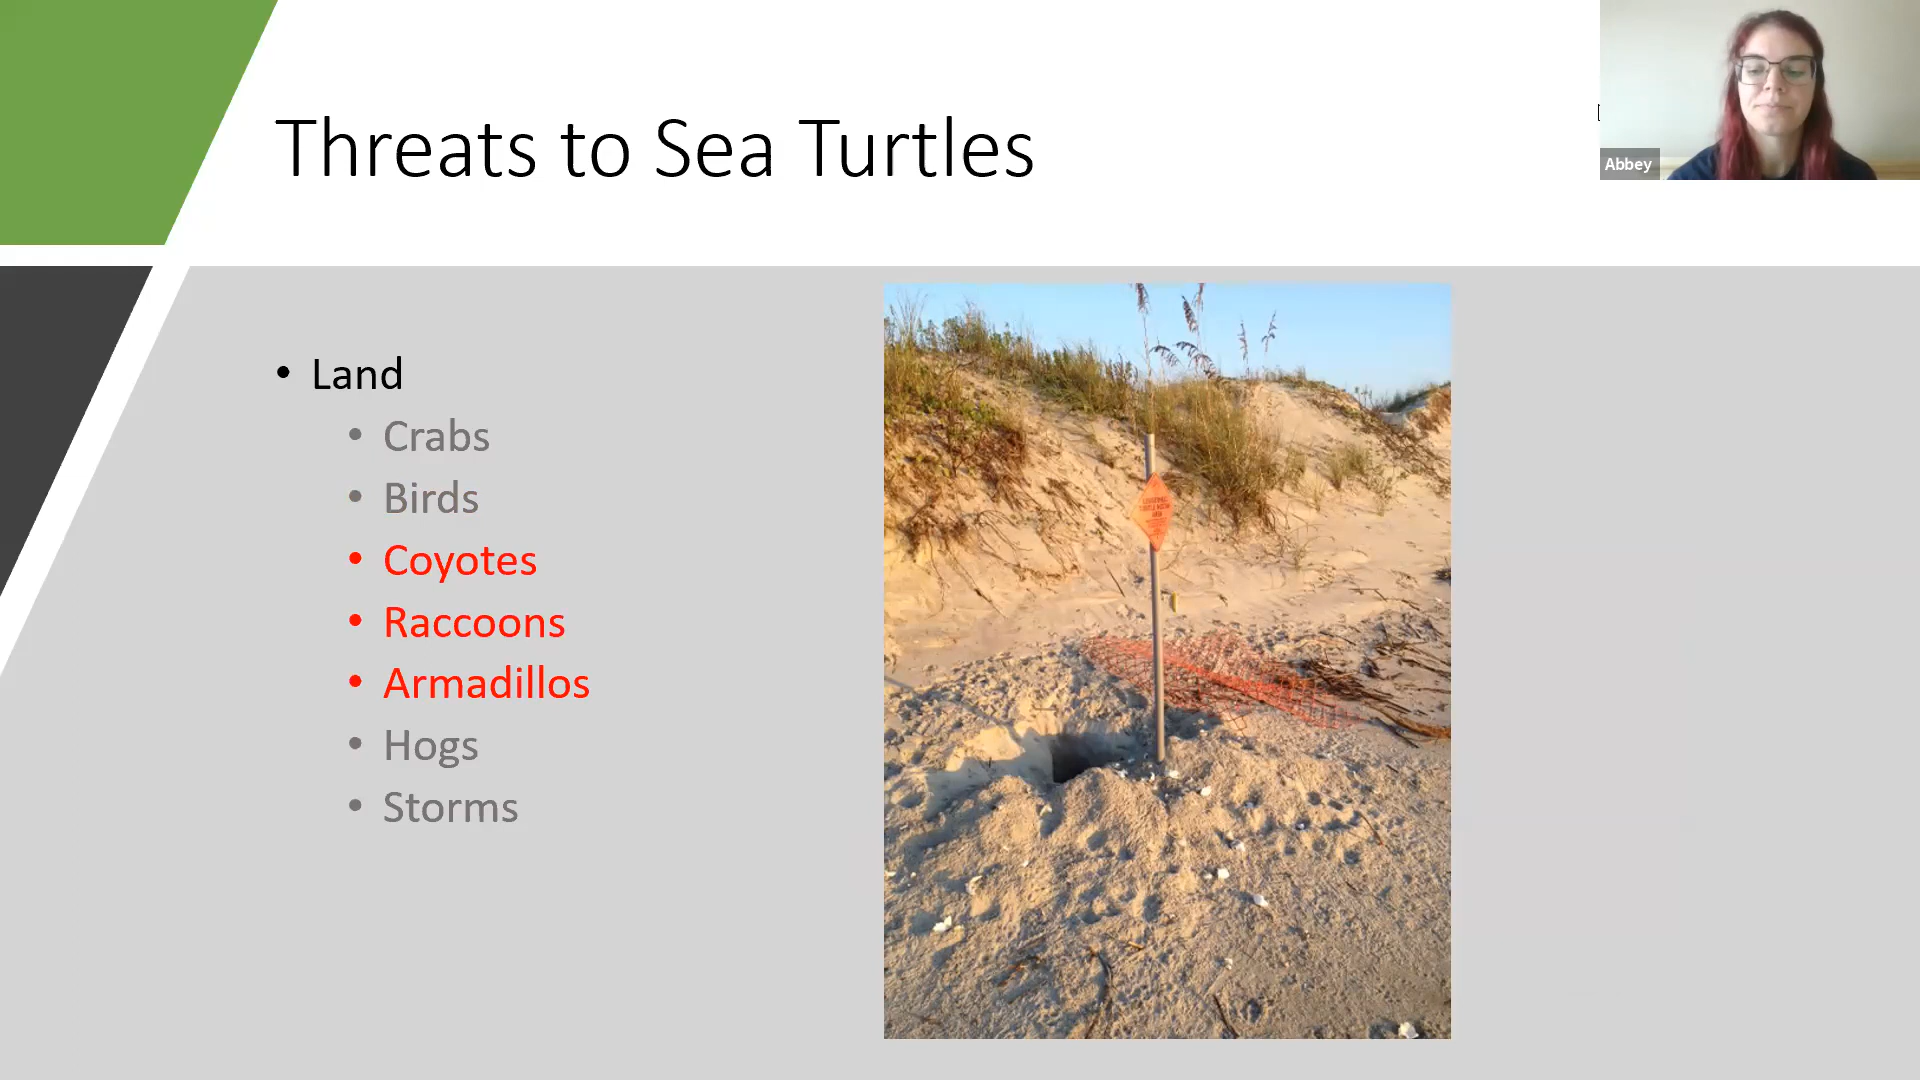 Threats to Sea Turtles
Abbey
• Land
• Crabs
• Birds
• Coyotes
• Raccoons
• Armadillos
• Hogs
• Storms